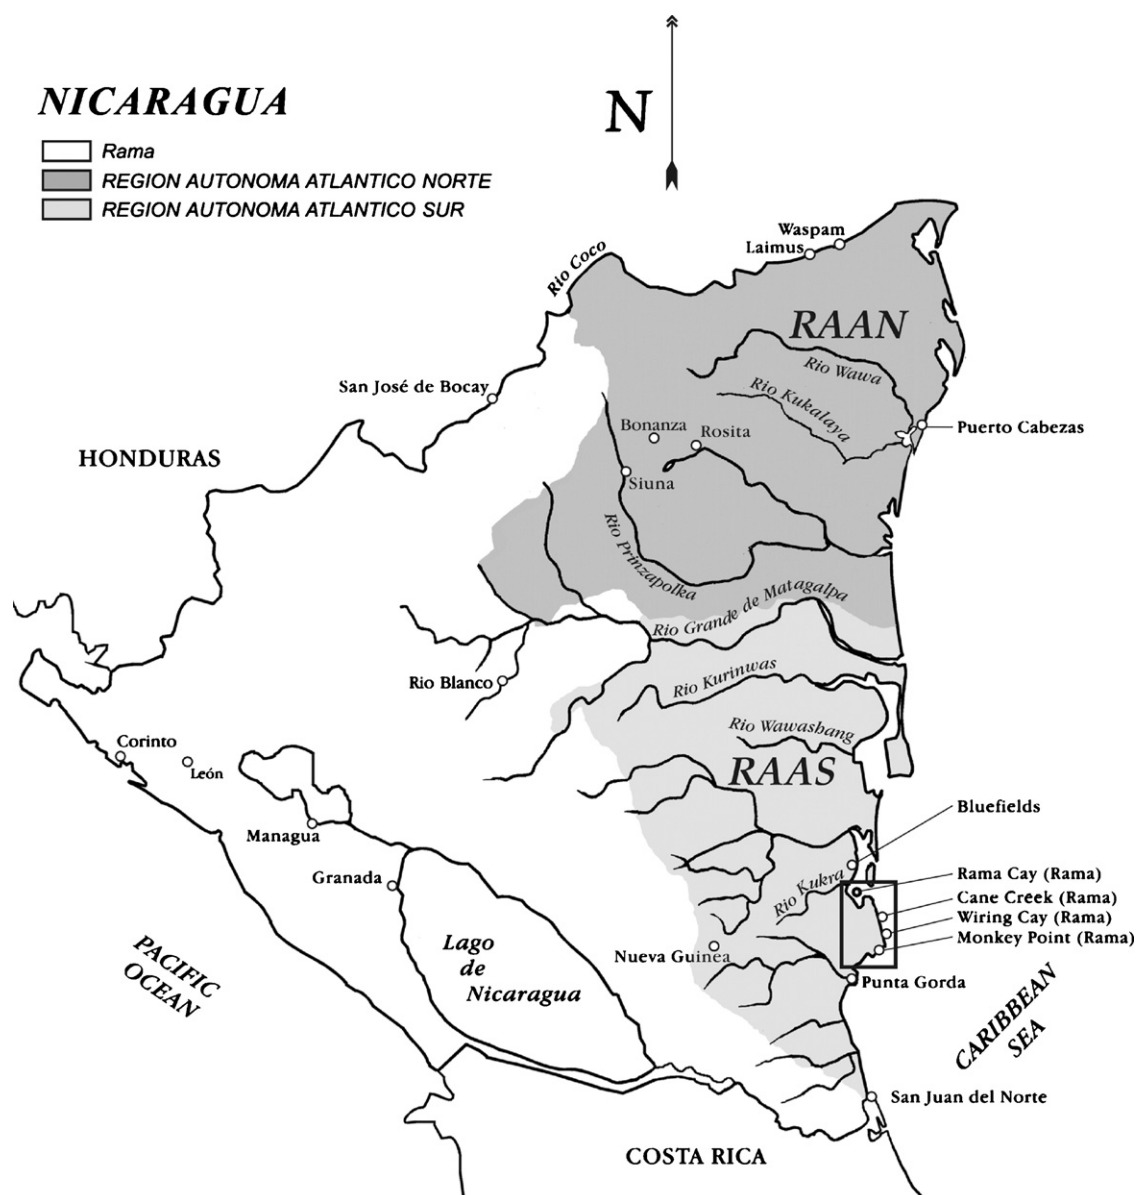 N
NICARAGUA
Rama
REGION AUTONOMA ATLANTICO NORTE
REGION AUTONOMA ATLANTICO SUR
Waspam
Laimus
Rio Coco
RAAN
Rio Wawa
San José de Bocay
Rio Kukalaya
Bonanza
Rosita
Puerto Cabezas
HONDURAS
Siuna
Rio Prinzapolka
Rio Grande de Matagalpa
Rio Kurinwas
Rio Blanco
Rio Wawashang
Corinto
León
RAAS
Bluefields
Managua
Granada
Rio Kukra
Rama Cay (Rama)
Cane Creek (Rama)
Wiring Cay (Rama)
Monkey Point (Rama)
Lago
de
Nicaragua
Nueva Guinea
PACIFIC
OCEAN
Punta Gorda
CARIBBEAN
SEA
San Juan del Norte
COSTA RICA